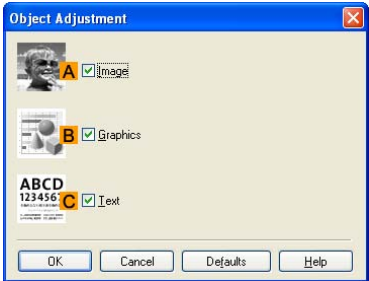 Object Adjustment
A Image
B Graphics
ABCD
123456
C Text
OK Cancel Defaults Help